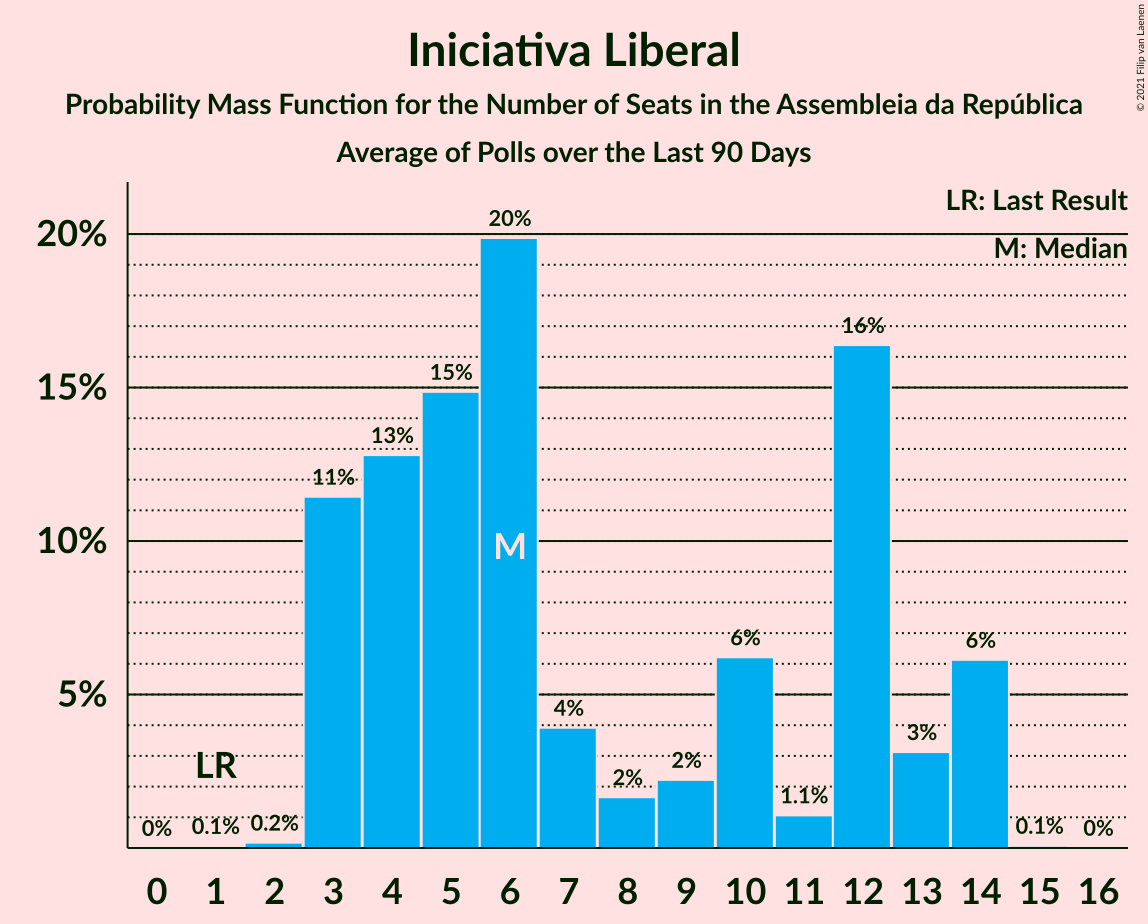 Iniciativa Liberal
Probability Mass Function for the Number of Seats in the Assembleia da República
Average of Polls over the Last 90 Days
© 2021 Filip van Laenen
LR: Last Result
M: Median
20%
15%
10%
5%
0%
0.1%
0.2%
11%
13%
15%
20%
4%
2%
2%
6%
1.1%
16%
3%
6%
0.1%
0%
LR
M
0 1 2 3 4 5 6 7 8 9 10 11 12 13 14 15 16